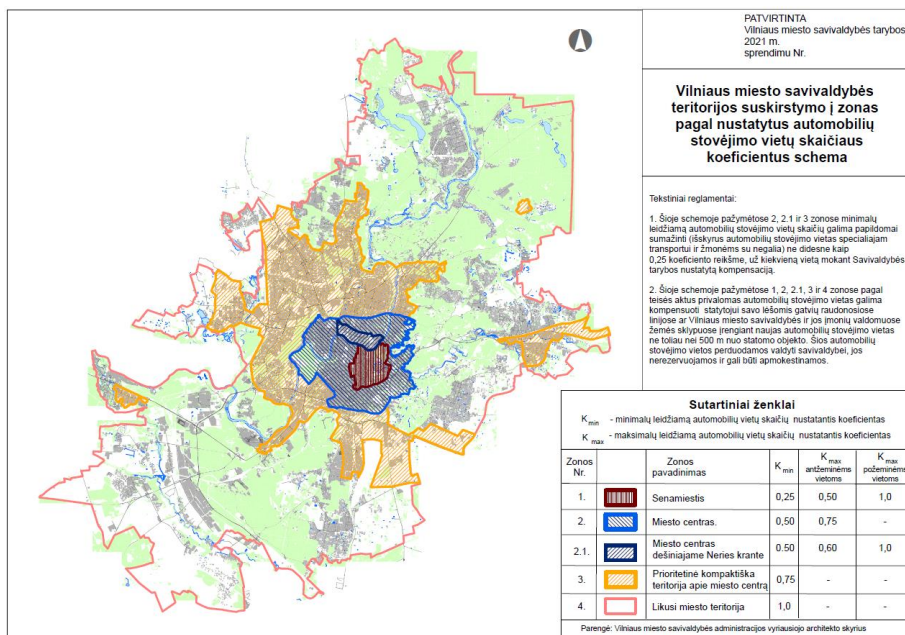 PATVIRTINTA
Vilniaus miesto savivaldybės tarybos
2021 m.
sprendimu Nr.
Vilniaus miesto savivaldybės
teritorijos suskirstymo į zonas
pagal nustatytus automobilių
stovėjimo vietų skaičiaus
koeficientus schema
Tekstiniai reglamentai:
1. Šioje schemoje pažymėtose 2, 2.1 ir 3 zonose minimalų
leidžiamą automobilių stovėjimo vietų skaičių galima papildomai
sumažinti (išskyrus automobilių stovėjimo vietas specialiajam
transportui ir žmonėms su negalia) ne didesne kaip
0,25 koeficiento reikšme, už kiekvieną vietą mokant Savivaldybės
tarybos nustatytą kompensaciją.
2. Šioje schemoje pažymėtose 1, 2, 2.1, 3 ir 4 zonose pagal
teisės aktus privalomas automobilių stovėjimo vietas galima
kompensuoti statytojui savo lėšomis gatvių raudonosiose
linijose ar Vilniaus miesto savivaldybės ir jos įmonių valdomuose
žemės sklypuose įrengiant naujas automobilių stovėjimo vietas
ne toliau nei 500 m nuo statomo objekto. Šios automobilių
stovėjimo vietos perduodamos valdyti savivaldybei, jos
nerezervuojamos ir gali būti apmokestinamos.
Sutartiniai ženklai
K min - minimalų leidžiamą automobilių vietų skaičių nustatantis koeficientas
K max - maksimalų leidžiamą automobilių vietų skaičių nustatantis koeficientas
Zonos Nr. Zonos pavadinimas K min K max antžeminėms vietoms K max požeminėms vietoms
1. Senamiestis 0,25 0,50 1,0
2. Miesto centras. 0,50 0,75 -
2.1. Miesto centras dešiniajame Neries krante 0.50 0,60 1,0
3. Prioritetinė kompaktiška teritorija apie miesto centrą 0,75 - -
4. Likusi miesto teritorija 1,0 - -
Parengė: Vilniaus miesto savivaldybės administracijos vyriausiojo architekto skyrius